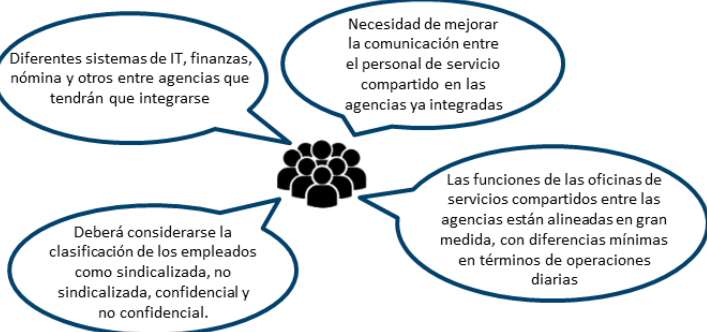 Diferentes sistemas de IT, finanzas,
nómina y otros entre agencias que
tendrán que integrarse
Necesidad de mejorar
la comunicación entre
el personal de servicio
compartido en las
agencias ya integradas
Deberá considerarse la
clasificación de los empleados
como sindicalizada, no
sindicalizada, confidencial y
no confidencial.
Las funciones de las oficinas de
servicios compartidos entre las
agencias están alineadas en gran
medida, con diferencias mínimas
en términos de operaciones
diarias